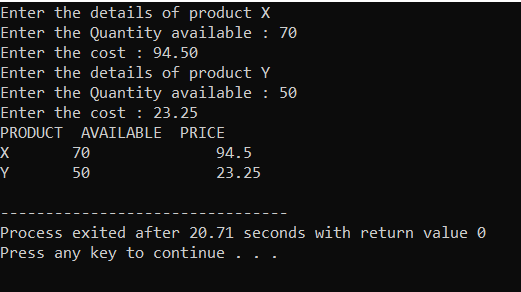 Enter the details of product X
Enter the Quantity available : 70
Enter the cost : 94.50
Enter the details of product Y
Enter the Quantity available : 50
Enter the cost : 23.25
PRODUCT  AVAILABLE  PRICE
X       70              94.5
Y       50              23.25

--------------------------------
Process exited after 20.71 seconds with return value 0
Press any key to continue . . .